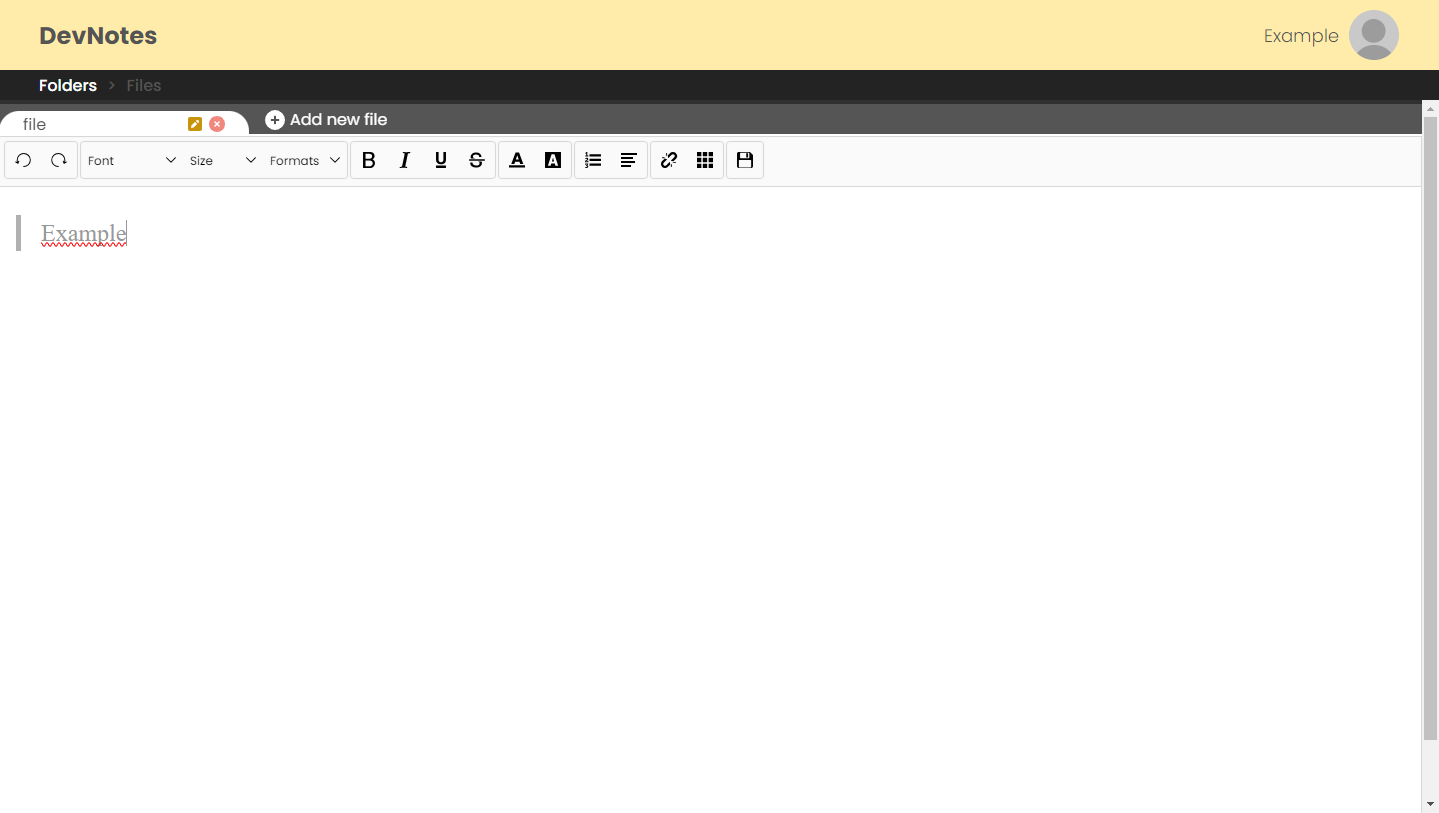 DevNotes
Example
Folders > Files
file
Add new file
Font Size Formats B I U S A A
Example